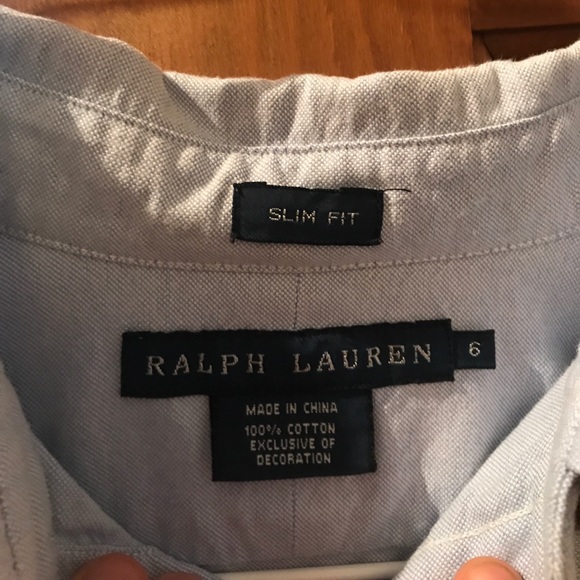 SLIM FIT
RALPH LAUREN 6
MADE IN CHINA
100% COTTON
EXCLUSIVE OF
DECORATION